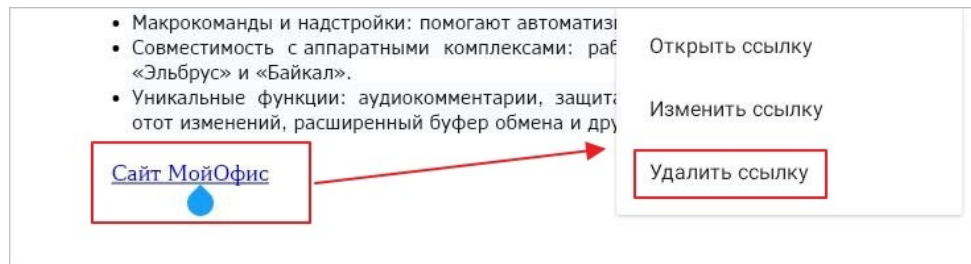 • Макрокоманды и надстройки: помогают автоматизи
• Совместимость с аппаратными комплексами: раб
«Эльбрус» и «Байкал».
• Уникальные функции: аудиокомментарии, защита
отот изменений, расширенный буфер обмена и дру
Сайт МойОфис
Открыть ссылку
Изменить ссылку
Удалить ссылку